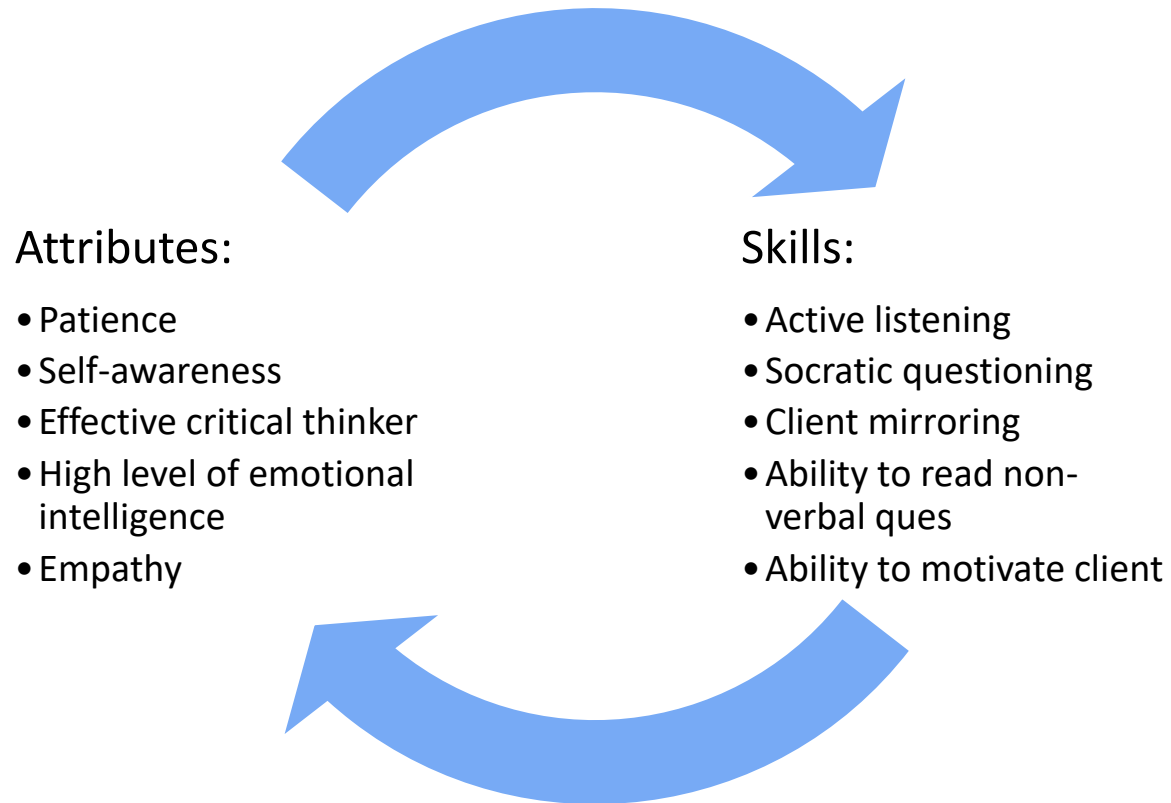 Attributes:
• Patience
• Self-awareness
• Effective critical thinker
• High level of emotional
intelligence
• Empathy
Skills:
• Active listening
• Socratic questioning
• Client mirroring
• Ability to read non-
verbal ques
• Ability to motivate client